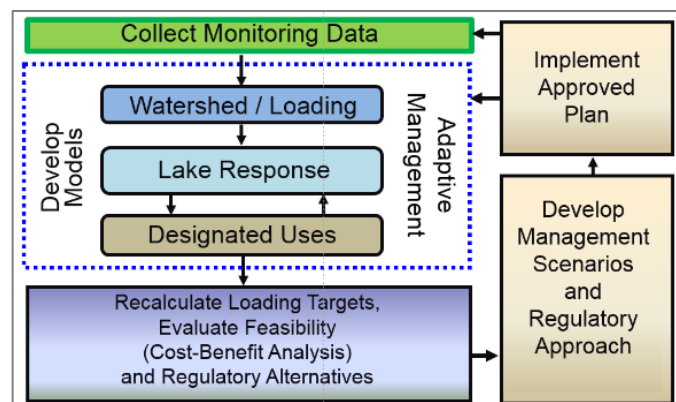 Collect Monitoring Data
Develop
Models
Watershed / Loading
Lake Response
Designated Uses
Adaptive
Management
Recalculate Loading Targets,
Evaluate Feasibility
(Cost-Benefit Analysis)
and Regulatory Alternatives
Develop
Management
Scenarios
and
Regulatory
Approach
Implement
Approved
Plan